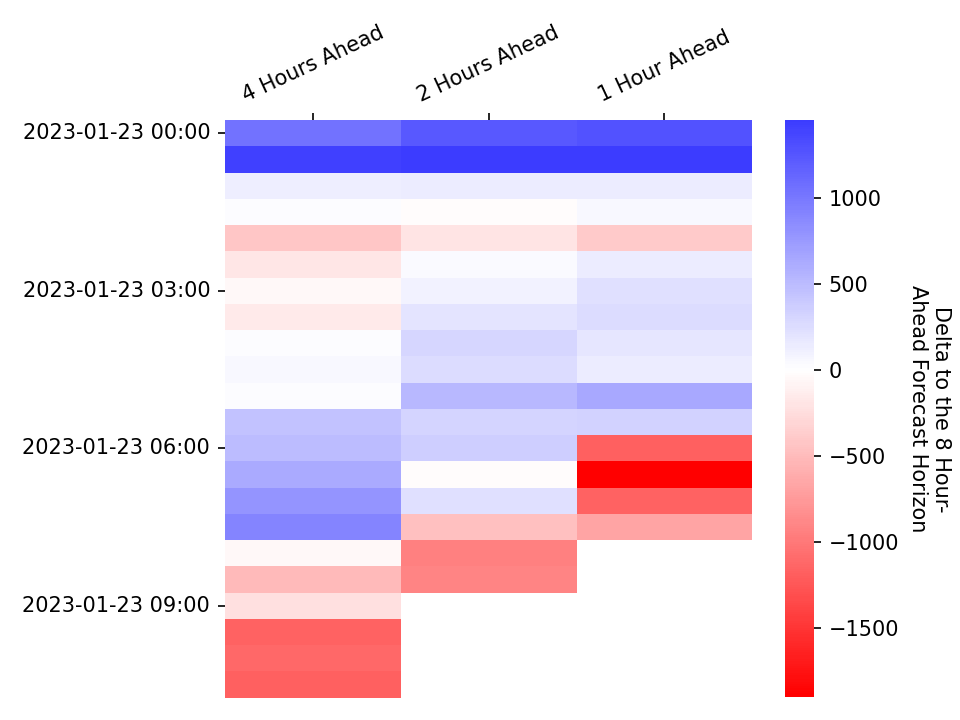 4 Hours Ahead
2 Hours Ahead
1 Hour Ahead
2023-01-23 00:00
2023-01-23 03:00
2023-01-23 06:00
2023-01-23 09:00
1000
500
0
−500
−1000
−1500
Delta to the 8 Hour-
Ahead Forecast Horizon